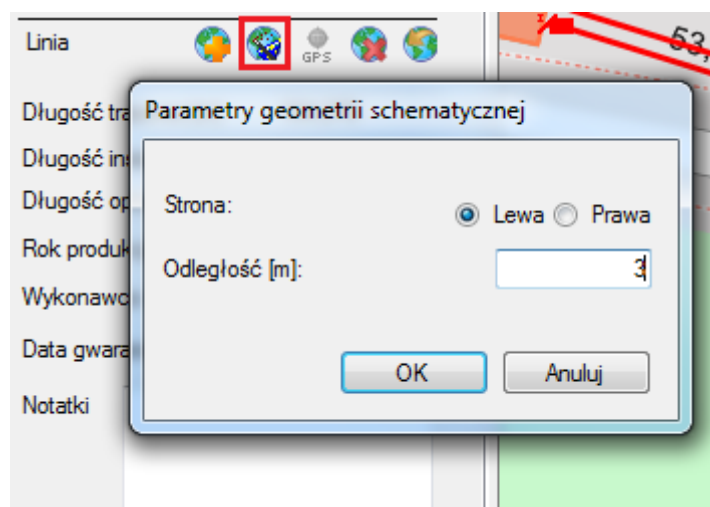 Linia
GPS
53,
Długość tra
Parametry geometrii schematycznej
Długość in
Długość op
Strona:
Lewa
Prawa
Rok produk
Odległość [m]:
3
Wykonawc
Data gwara
OK
Anuluj
Notatki